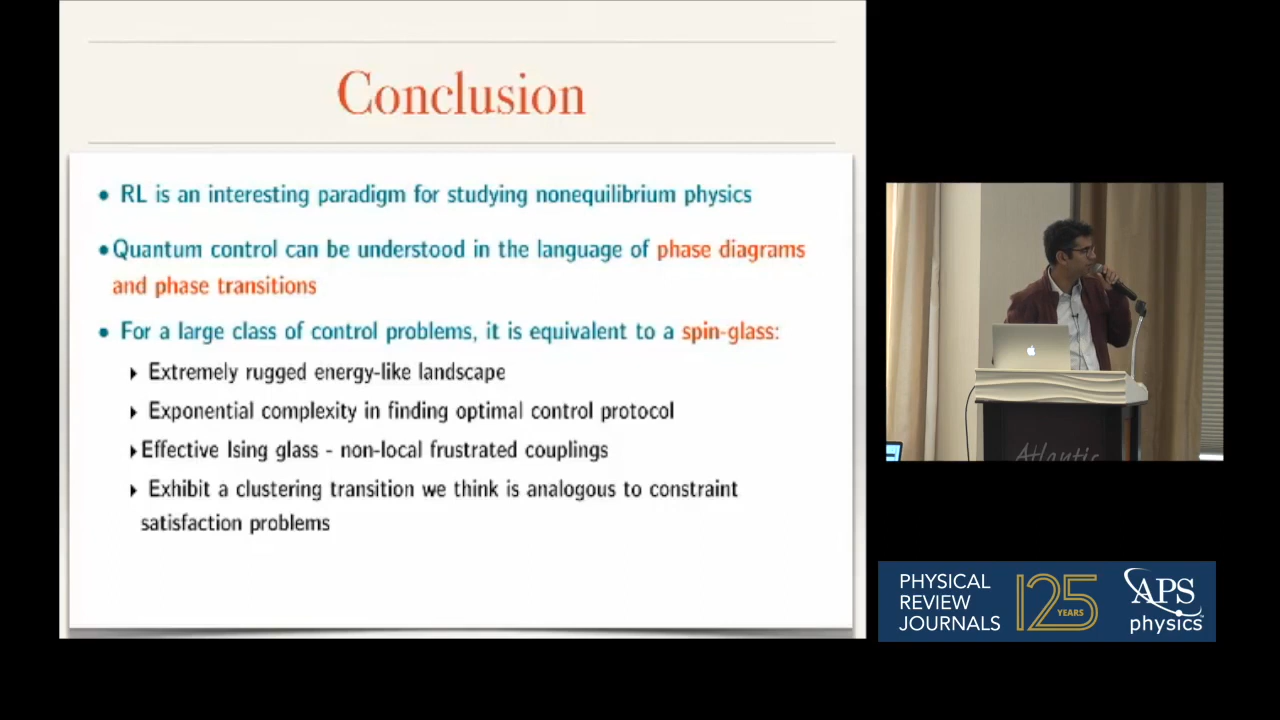 Conclusion
• RL is an interesting paradigm for studying nonequilibrium physics
• Quantum control can be understood in the language of phase diagrams
and phase transitions
• For a large class of control problems, it is equivalent to a spin-glass:
‣ Extremely rugged energy-like landscape
‣ Exponential complexity in finding optimal control protocol
‣ Effective Ising glass - non-local frustrated couplings
‣ Exhibit a clustering transition we think is analogous to constraint
satisfaction problems
Atlantis
PHYSICAL
REVIEW
JOURNALS
125
YEARS
APS
physics